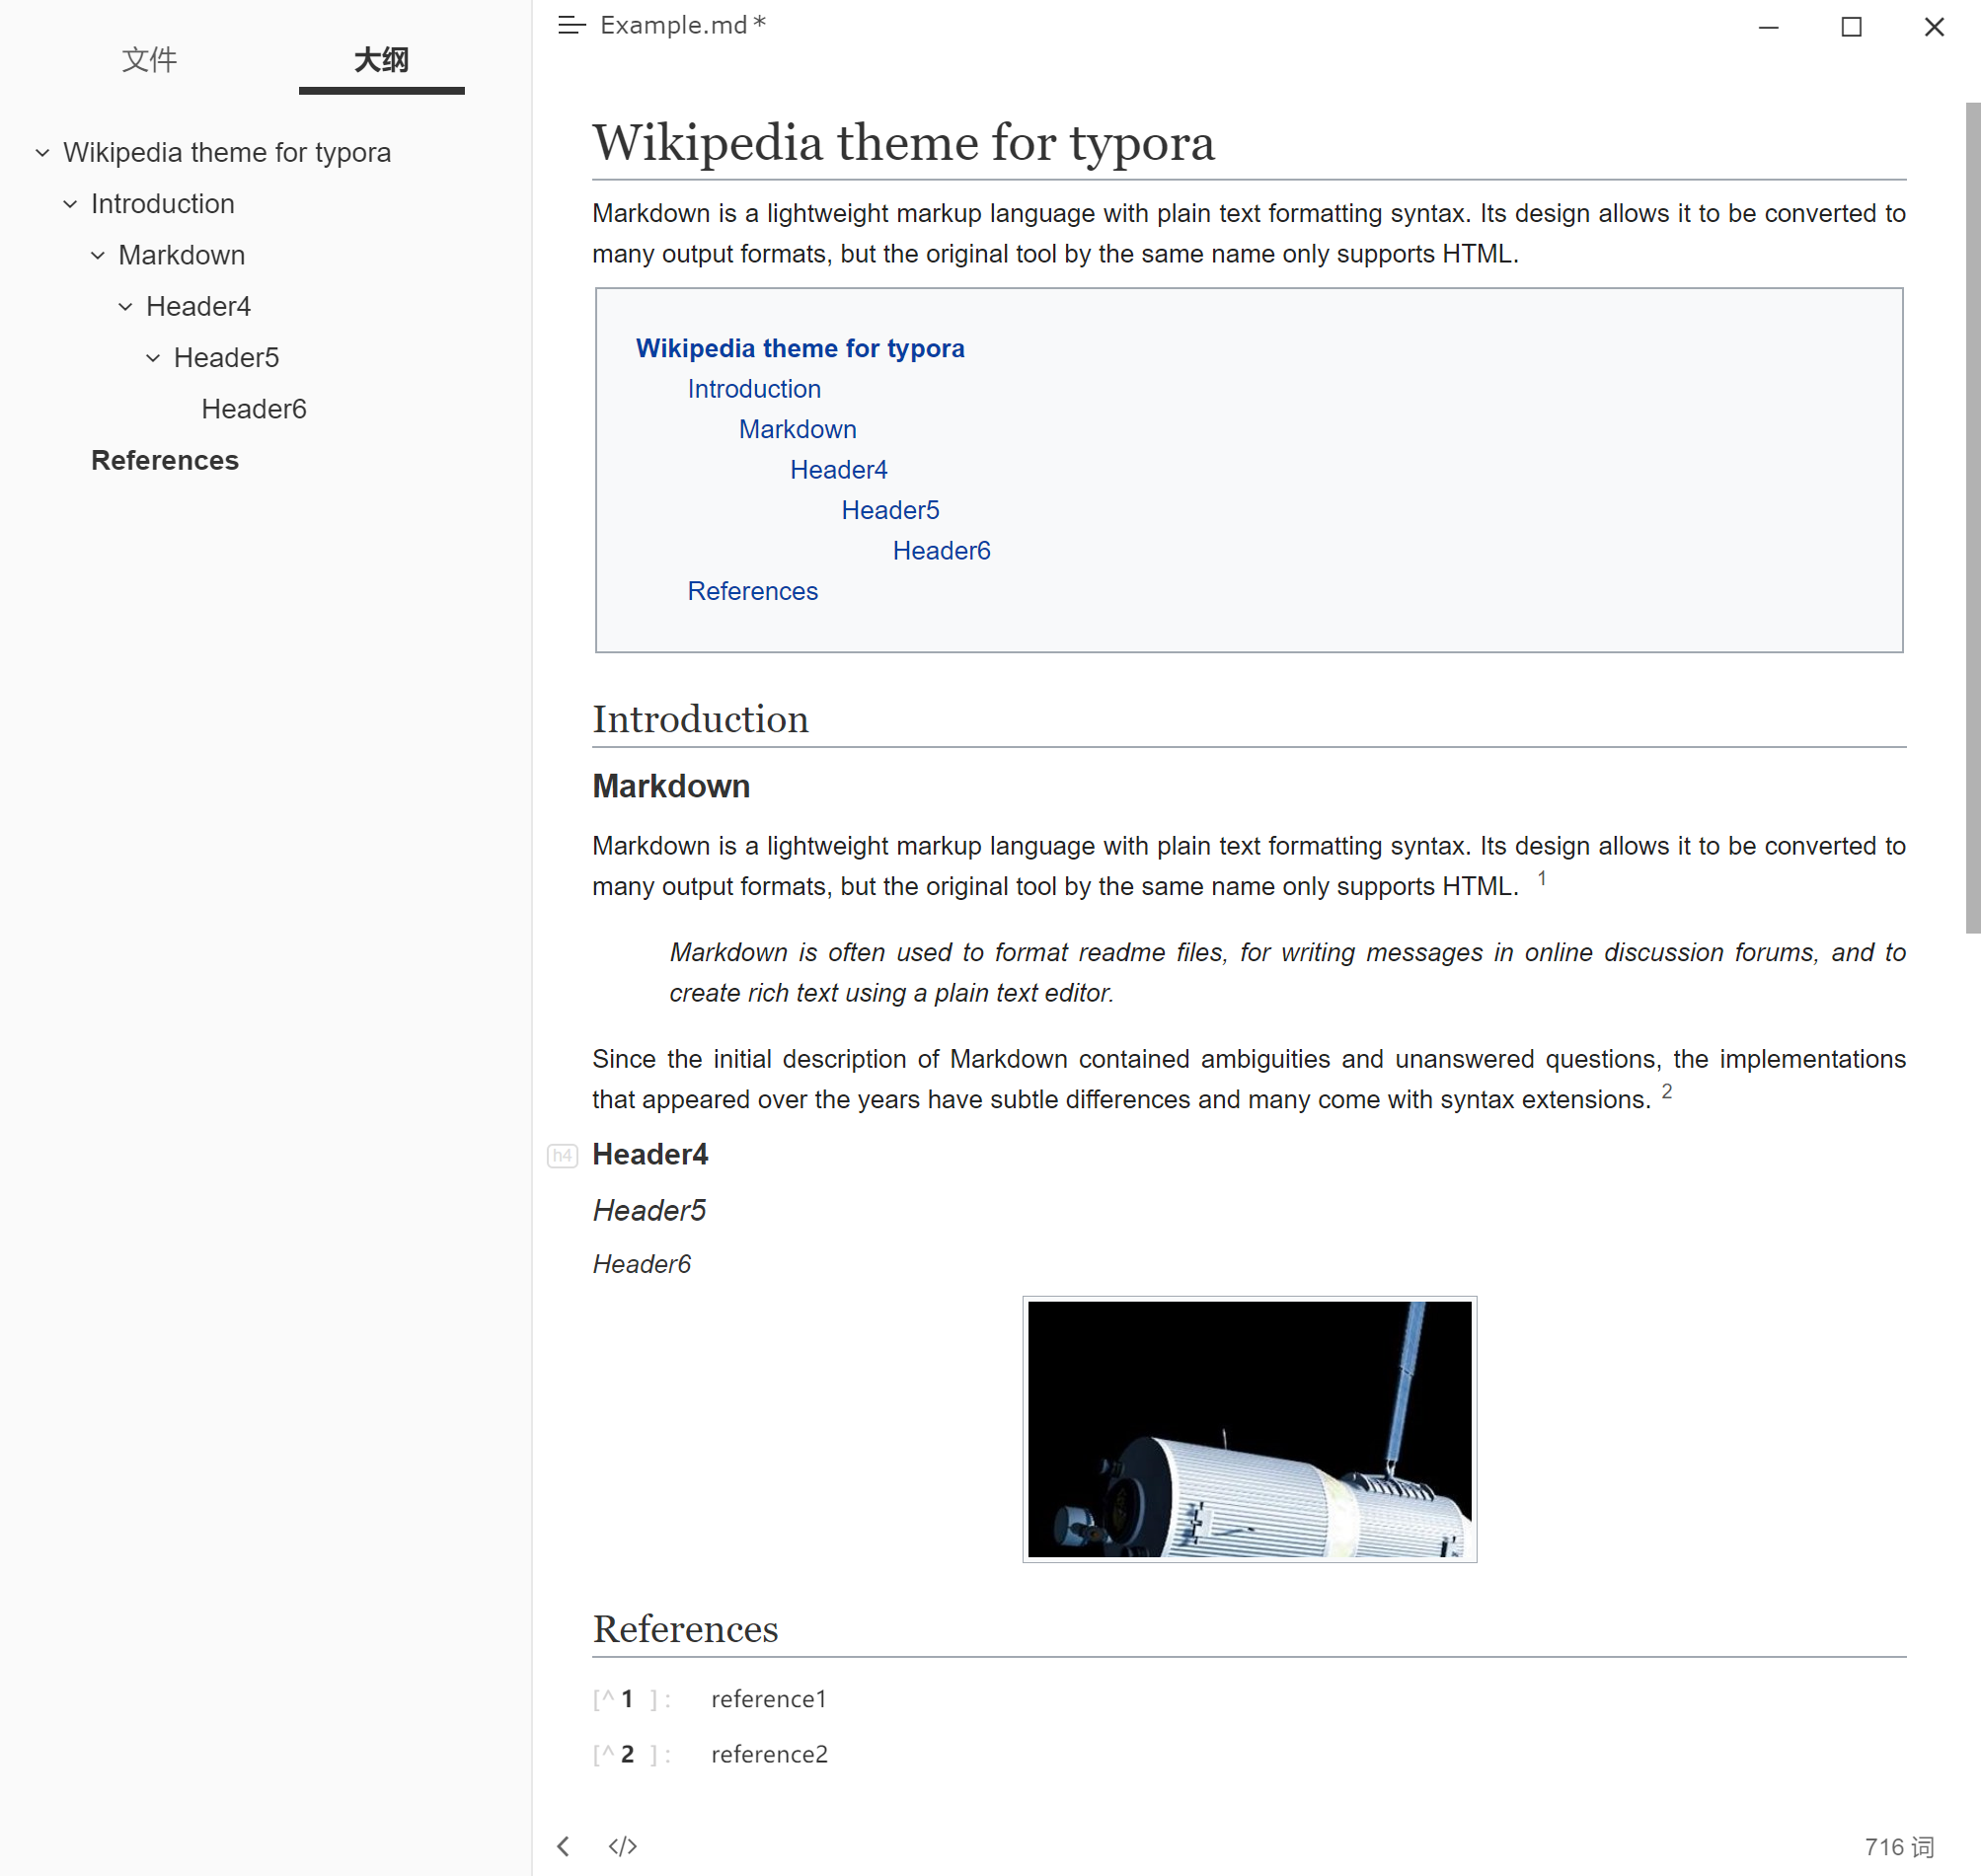 文件
大纲
Wikipedia theme for typora
Introduction
Markdown
Header4
Header5
Header6
References
Example.md*
Wikipedia theme for typora
Markdown is a lightweight markup language with plain text formatting syntax. Its design allows it to be converted to
many output formats, but the original tool by the same name only supports HTML.
Wikipedia theme for typora
Introduction
Markdown
Header4
Header5
Header6
References
Introduction
Markdown
Markdown is a lightweight markup language with plain text formatting syntax. Its design allows it to be converted to
many output formats, but the original tool by the same name only supports HTML. 1
Markdown is often used to format readme files, for writing messages in online discussion forums, and to
create rich text using a plain text editor.
Since the initial description of Markdown contained ambiguities and unanswered questions, the implementations
that appeared over the years have subtle differences and many come with syntax extensions. 2
h4 Header4
Header5
Header6
References
[^1 ]: reference1
[^2 ]: reference2
</> 716 词